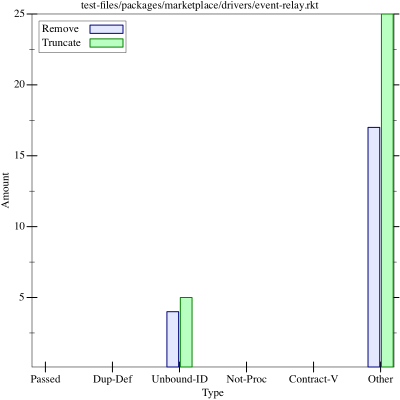 test-files/packages/marketplace/drivers/event-relay.rkt
Remove
Truncate
25
20
15
10
5
Amount
Passed Dup-Def Unbound-ID Not-Proc Contract-V Other
Type